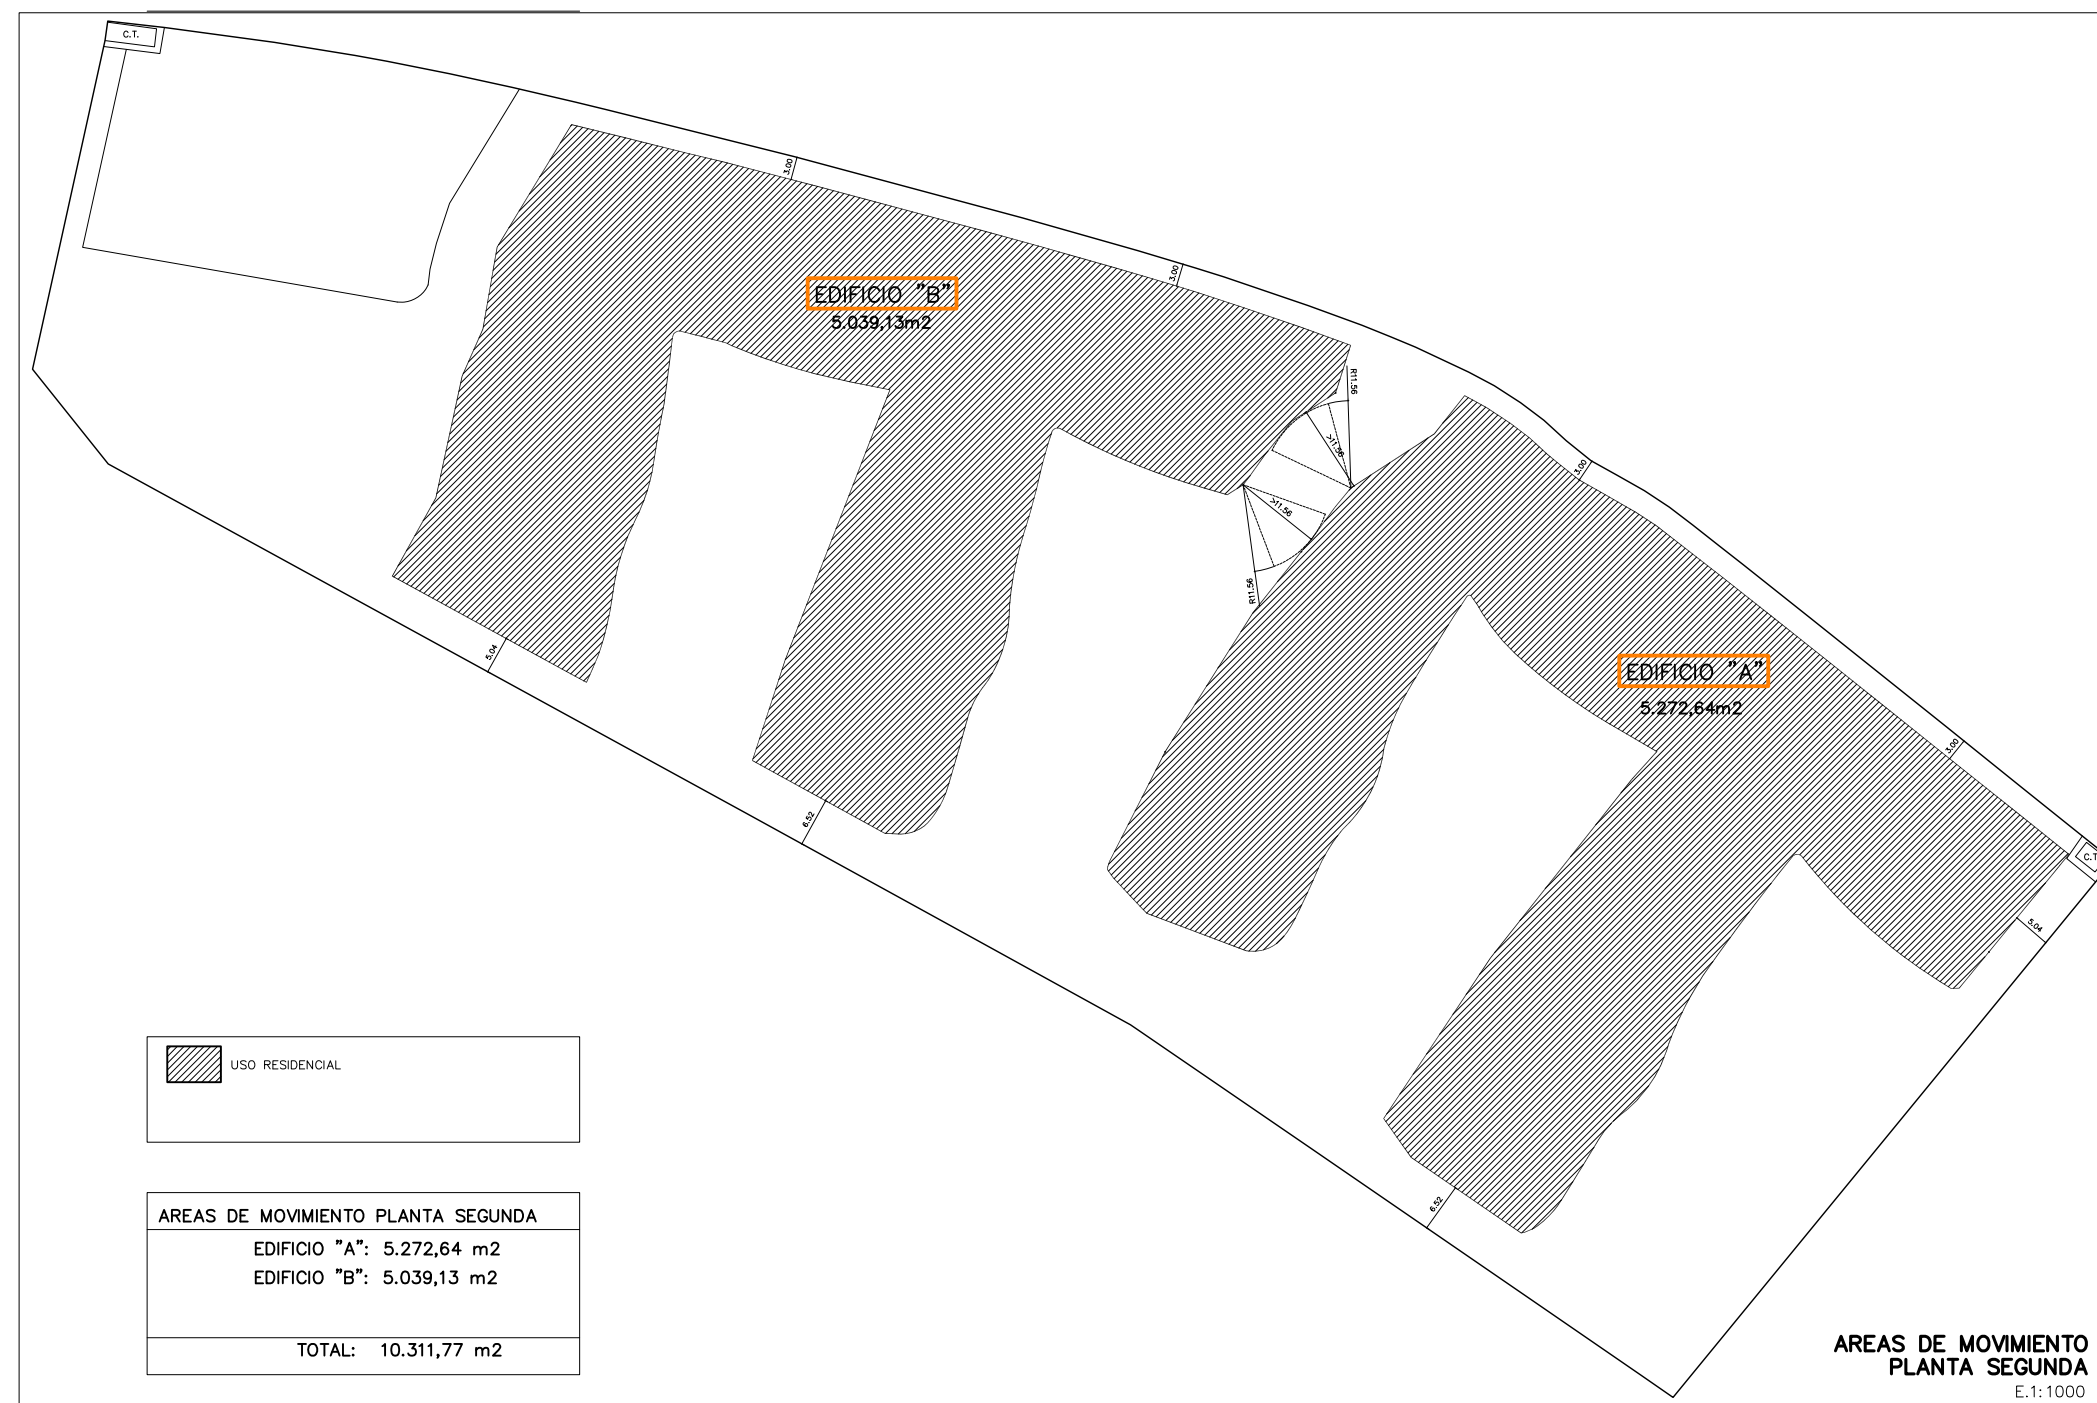 C.T.
3.00
3.00
EDIFICIO "B"
5.039,13m2
R11.56
>11.56
3.00
>11.56
R11.56
5.04
EDIFICIO "A"
5.272,64m2
3.00
6.52
C.T
5.04
USO RESIDENCIAL
6.52
AREAS DE MOVIMIENTO PLANTA SEGUNDA
EDIFICIO "A": 5.272,64 m2
EDIFICIO "B": 5.039,13 m2
TOTAL: 10.311,77 m2
AREAS DE MOVIMIENTO
PLANTA SEGUNDA
E.1:1000